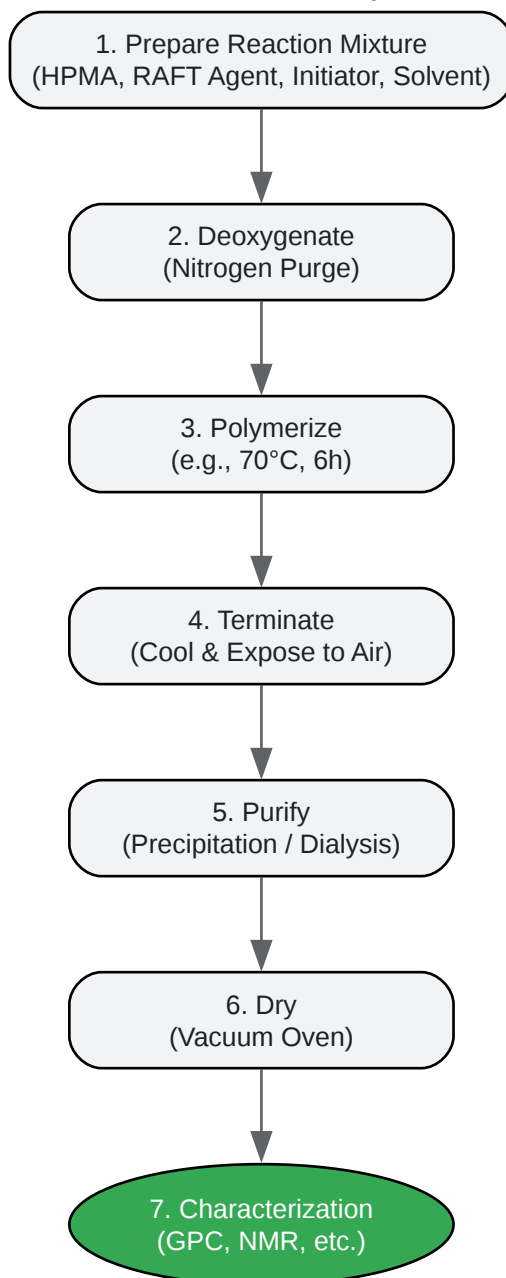 1. Prepare Reaction Mixture
(HPMA, RAFT Agent, Initiator, Solvent)
2. Deoxygenate
(Nitrogen Purge)
3. Polymerize
(e.g., 70°C, 6h)
4. Terminate
(Cool & Expose to Air)
5. Purify
(Precipitation / Dialysis)
6. Dry
(Vacuum Oven)
7. Characterization
(GPC, NMR, etc.)